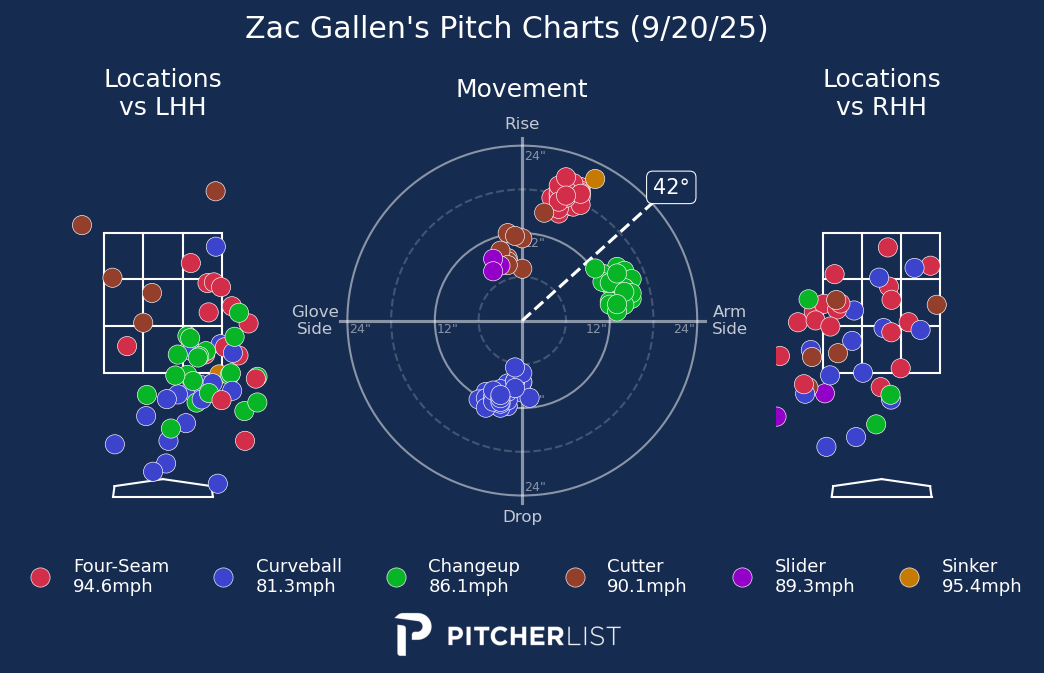 Zac Gallen's Pitch Charts (9/20/25)
Locations
vs LHH
Movement
Locations
vs RHH
Rise
24"
42°
Glove
Side
24"
12"
12"
24"
Arm
Side
24"
Drop
Four-Seam
94.6mph
Curveball
81.3mph
Changeup
86.1mph
Cutter
90.1mph
Slider
89.3mph
Sinker
95.4mph
PITCHERLIST